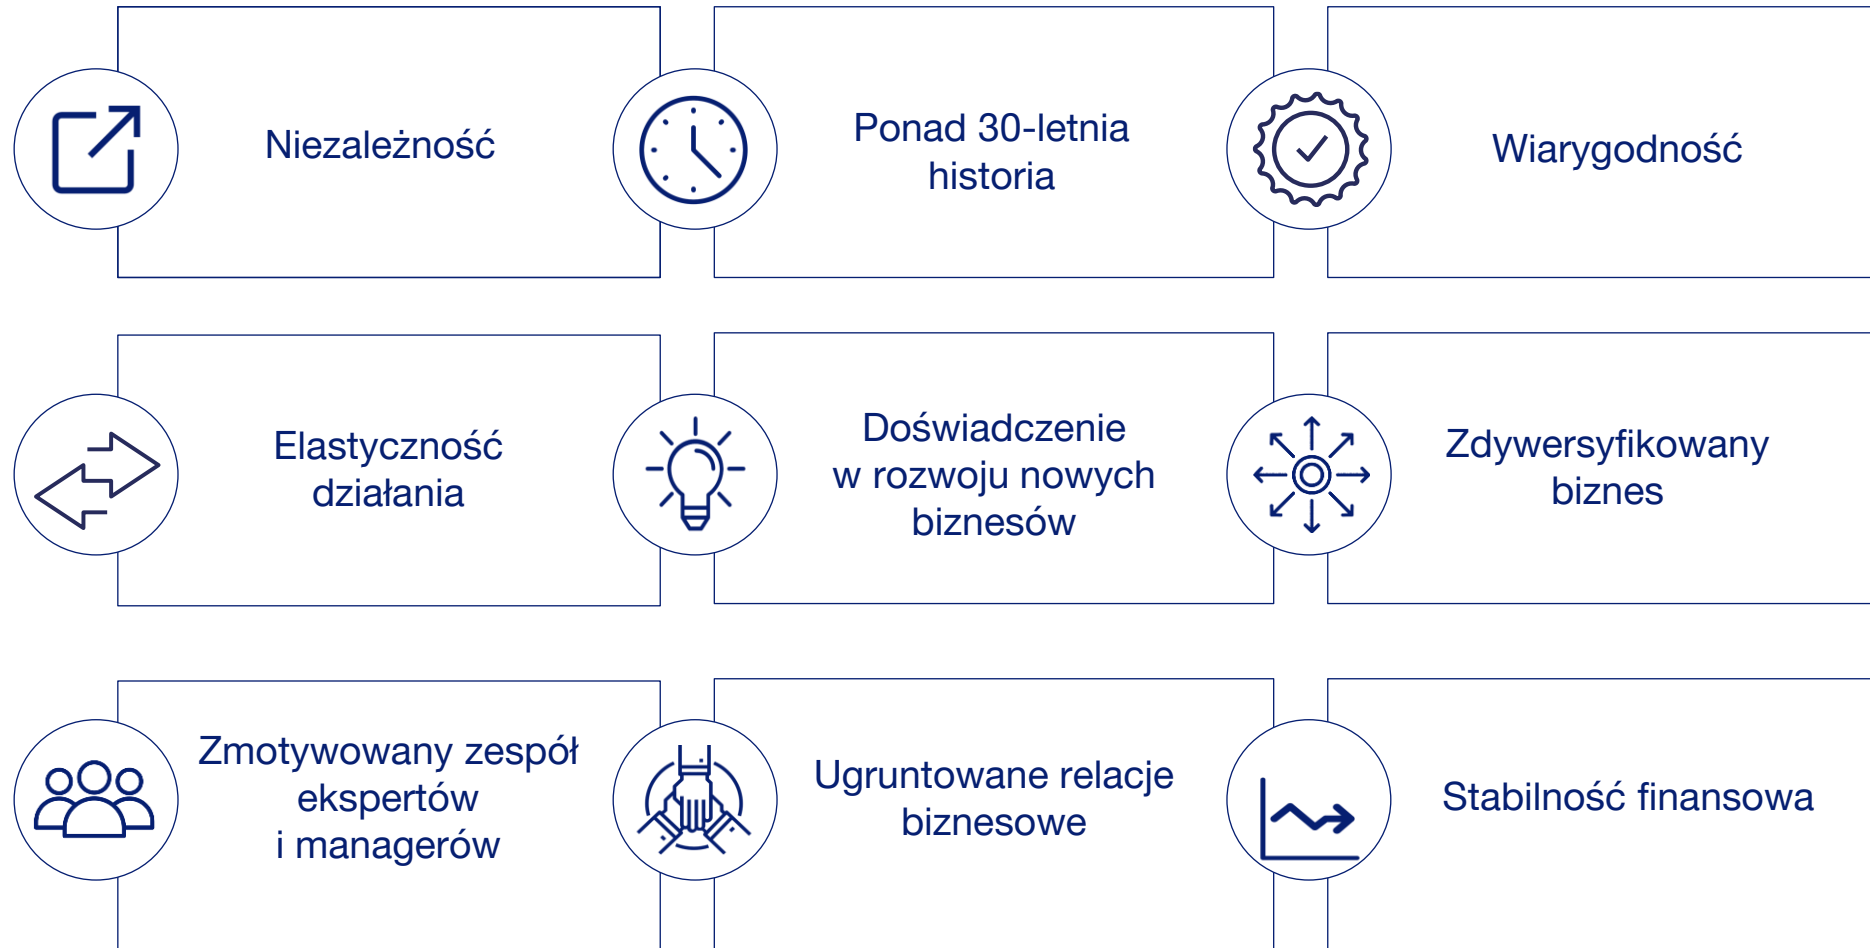 Niezależność
Ponad 30-letnia
historia
Wiarygodność
Elastyczność
działania
Doświadczenie
w rozwoju nowych
biznesów
Zdywersyfikowany
biznes
Zmotywowany zespół
ekspertów
i managerów
Ugruntowane relacje
biznesowe
Stabilność finansowa